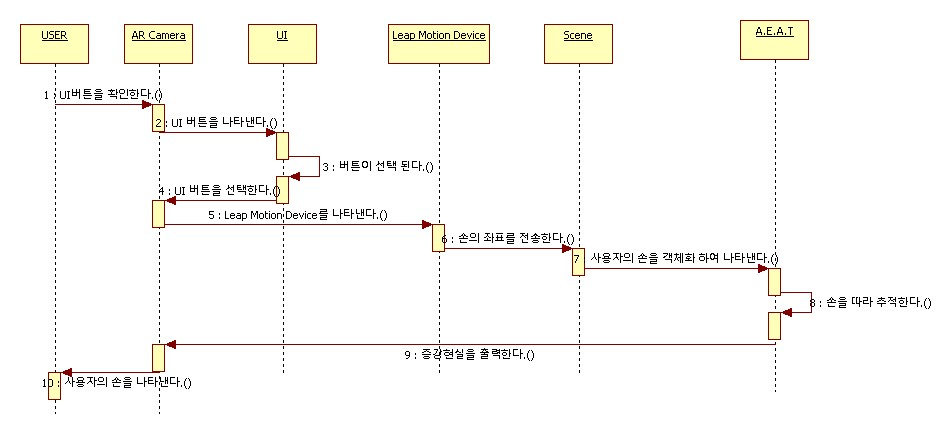 USER
AR Camera
UI
Leap Motion Device
Scene
A.E.A.T
1 : UI버튼을 확인한다.()
2 : UI 버튼을 나타낸다.()
3 : 버튼이 선택 된다.()
4 : UI 버튼을 선택한다.()
5 : Leap Motion Device를 나타낸다.()
6 : 손의 좌표를 전송한다.()
7 사용자의 손을 객체화 하여 나타낸다.()
8 : 손을 따라 추적한다.()
9 : 증강현실을 출력한다.()
10 : 사용자의 손을 나타낸다.()